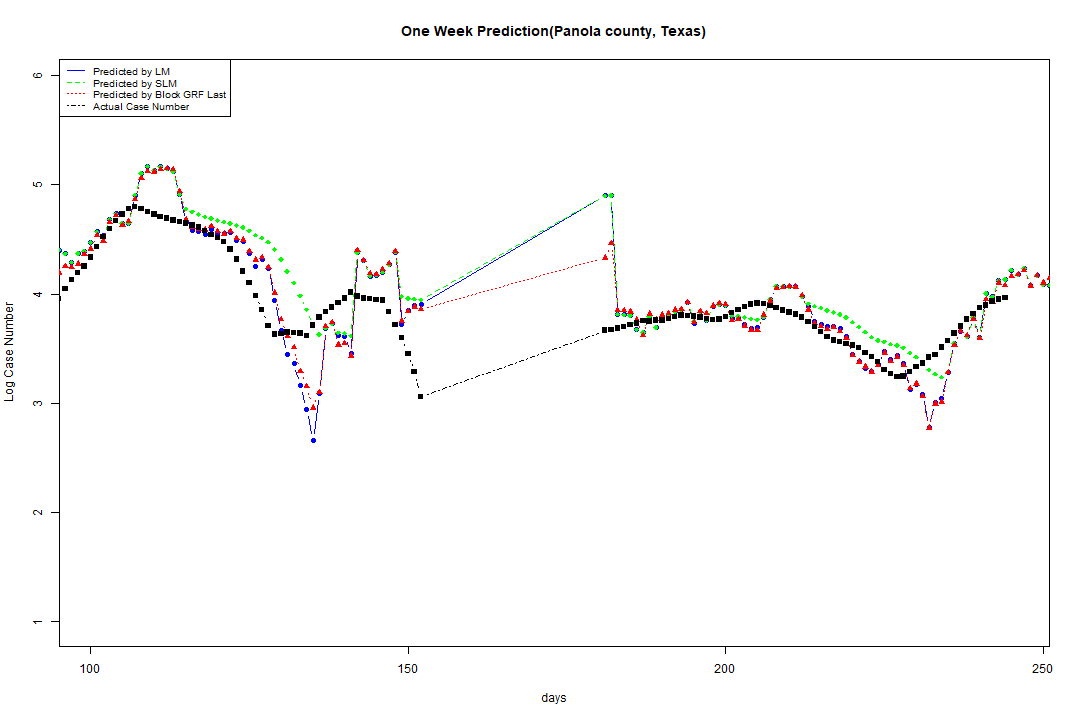 One Week Prediction(Panola county, Texas)
Predicted by LM
Predicted by SLM
Predicted by Block GRF Last
Actual Case Number
6
5
4
3
2
1
Log Case Number
100
150
200
250
days